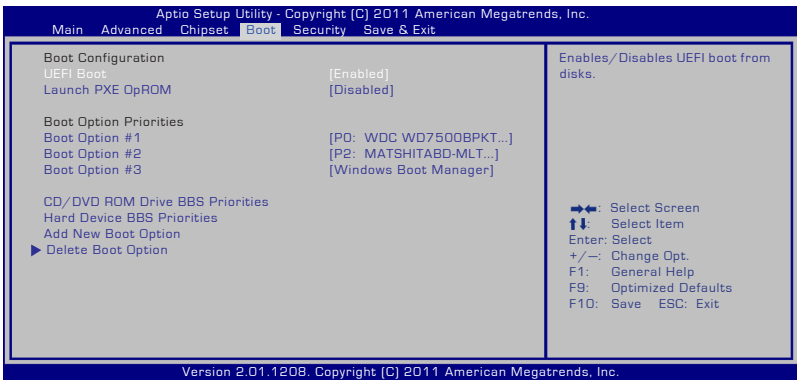 Aptio Setup Utility - Copyright (C) 2011 American Megatrends, Inc.
Main Advanced Chipset Boot Security Save & Exit
Boot Configuration
UEFI Boot [Enabled]
Launch PXE OpROM [Disabled]
Boot Option Priorities
Boot Option #1 [P0: WDC WD7500BPKT...]
Boot Option #2 [P2: MATSHITABD-MLT...]
Boot Option #3 [Windows Boot Manager]
CD/DVD ROM Drive BBS Priorities
Hard Device BBS Priorities
Add New Boot Option
▶ Delete Boot Option
Enables/Disables UEFI boot from
disks.
→←: Select Screen
↑↓: Select Item
Enter: Select
+/—: Change Opt.
F1: General Help
F9: Optimized Defaults
F10: Save ESC: Exit
Version 2.01.1208. Copyright (C) 2011 American Megatrends, Inc.